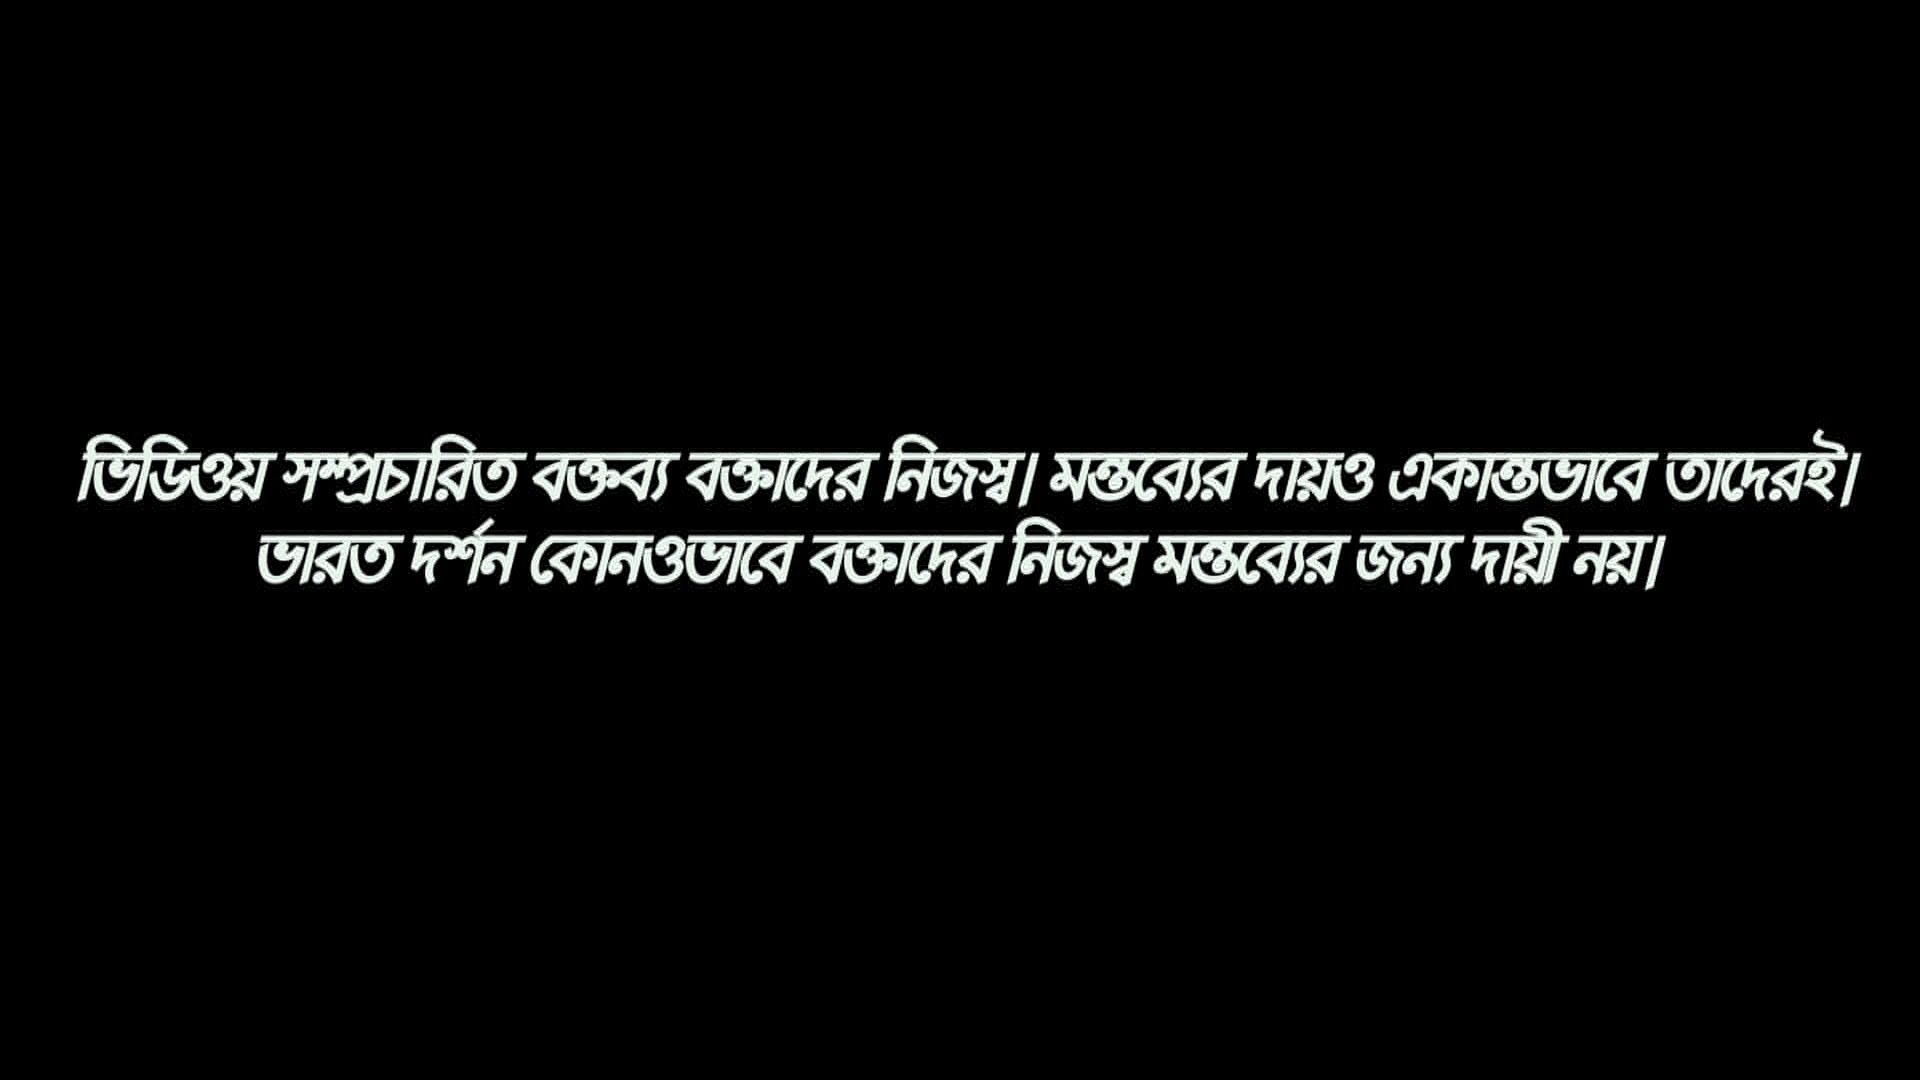 ভিডিওয় সম্প্রচারিত বক্তব্য বক্তাদের নিজস্ব। মন্তব্যের দায়ও একান্তভাবে তাদেরই।
ভারত দর্শন কোনওভাবে বক্তাদের নিজস্ব মন্তব্যের জন্য দায়ী নয়।